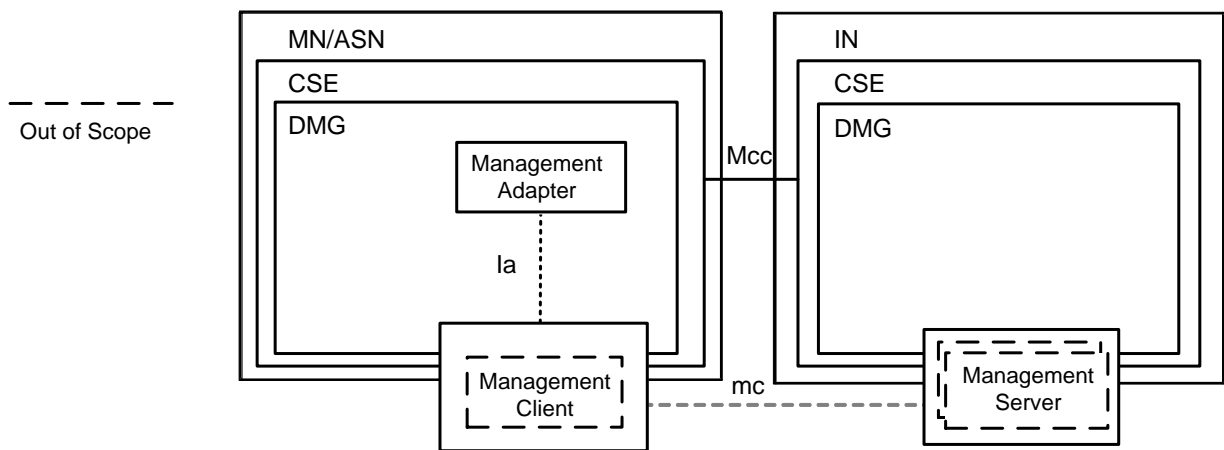 MN/ASN
CSE
DMG
Management
Adapter
Ia
Management
Client
Out of Scope
Mcc
mc
IN
CSE
DMG
Management
Server